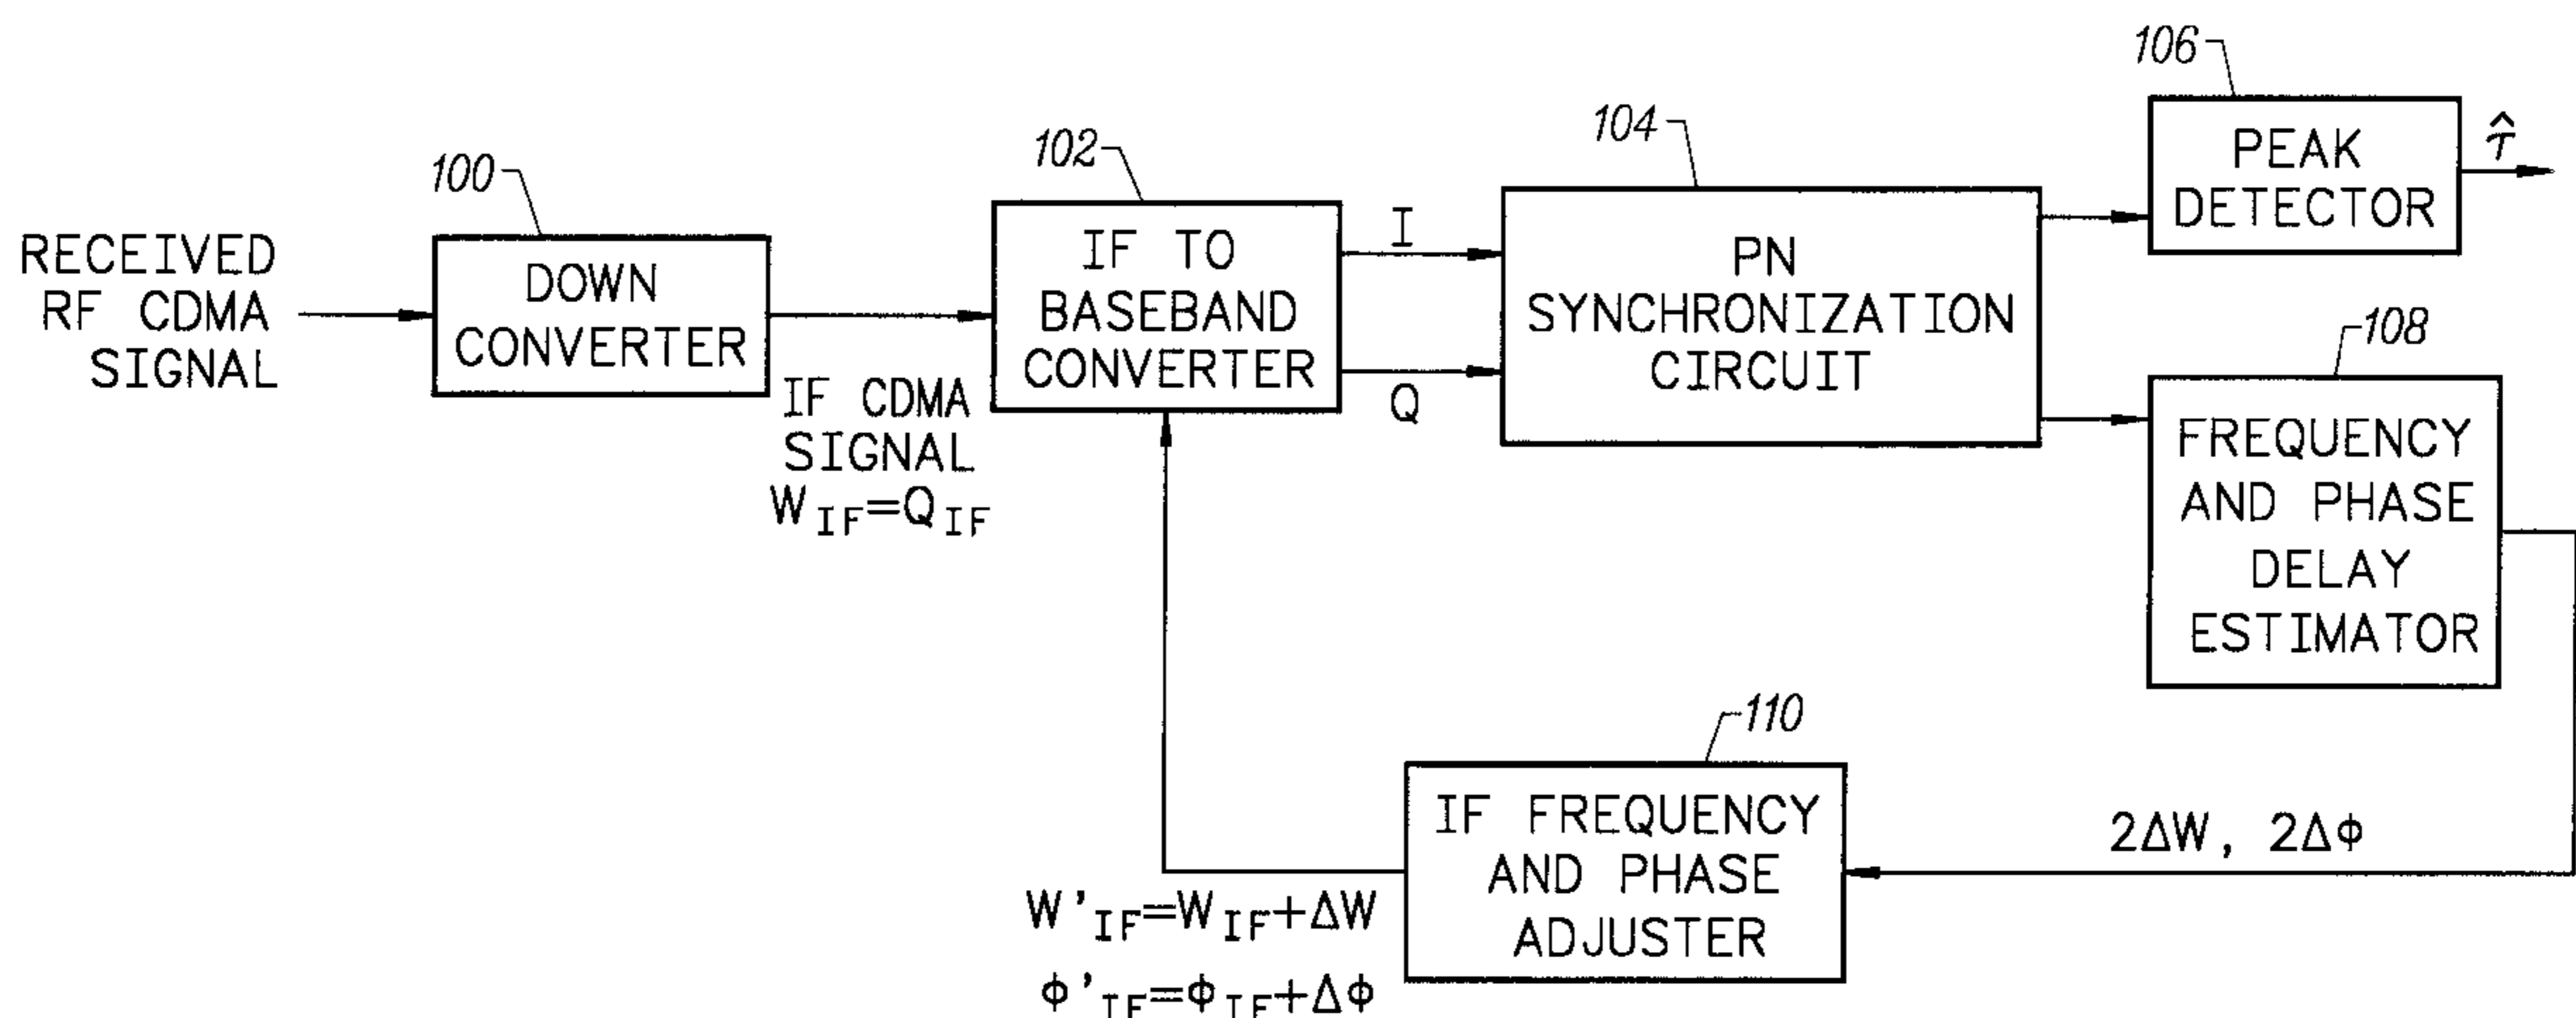 106
PEAK
DETECTOR
τ̂
104
PN
SYNCHRONIZATION
CIRCUIT
102
IF TO
BASEBAND
CONVERTER
I
Q
100
DOWN
CONVERTER
RECEIVED
RF CDMA
SIGNAL
IF CDMA
SIGNAL
W_IF=Q_IF
108
FREQUENCY
AND PHASE
DELAY
ESTIMATOR
110
IF FREQUENCY
AND PHASE
ADJUSTER
2ΔW, 2Δϕ
W'_IF=W_IF+ΔW
ϕ'_IF=ϕ_IF+Δϕ